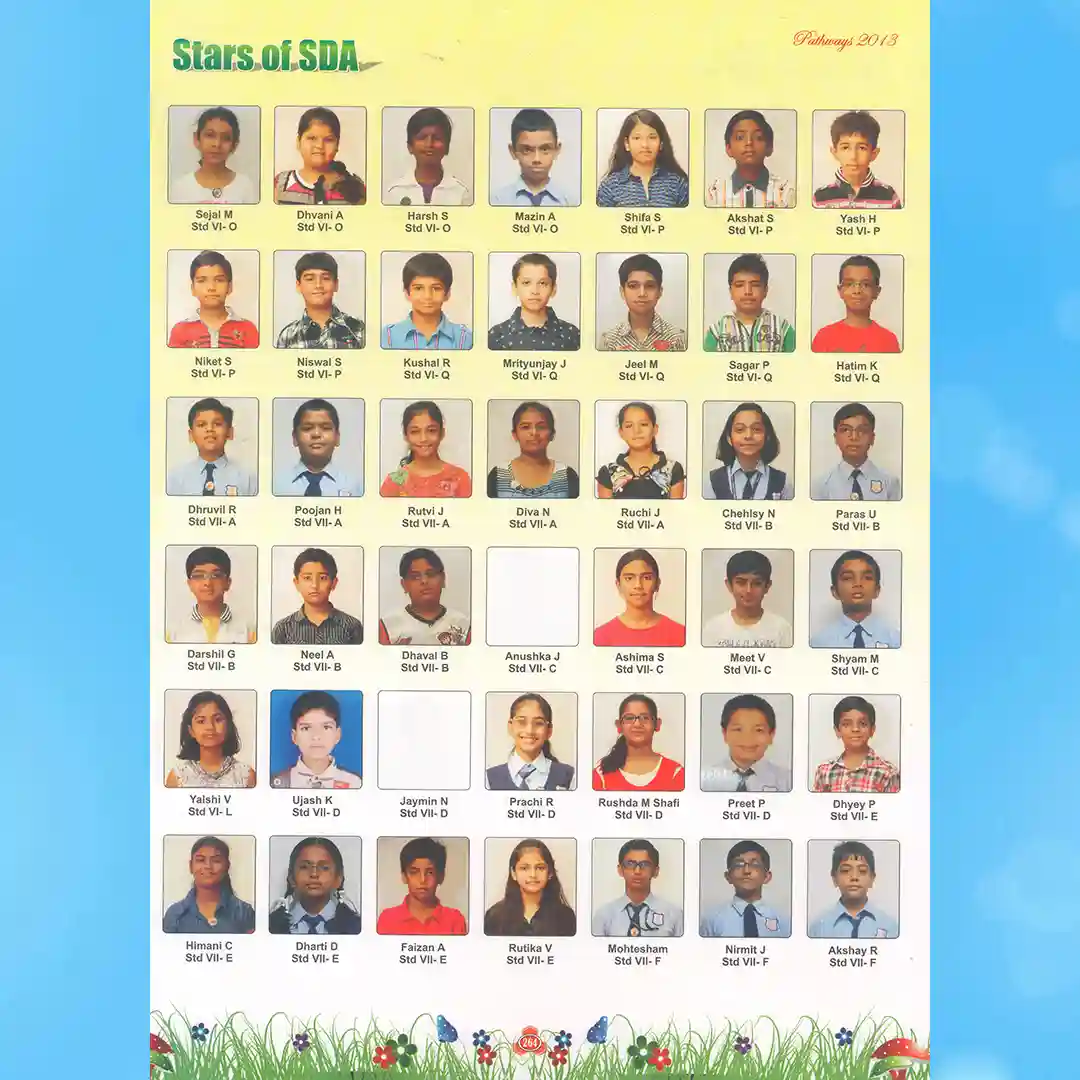 Stars of SDA
Pathways 2013
Sejal M
Std VI- O
Dhvani A
Std VI- O
Harsh S
Std VI- O
Mazin A
Std VI- O
Shifa S
Std VI- P
Akshat S
Std VI- P
Yash H
Std VI- P
Niket S
Std VI- P
Niswal S
Std VI- P
Kushal R
Std VI- Q
Mrityunjay J
Std VI- Q
Jeel M
Std VI- Q
Sagar P
Std VI- Q
Hatim K
Std VI- Q
Dhruvil R
Std VII- A
Poojan H
Std VII- A
Rutvi J
Std VII- A
Diva N
Std VII- A
Ruchi J
Std VII- A
Chehlsy N
Std VII- B
Paras U
Std VII- B
Darshil G
Std VII- B
Neel A
Std VII- B
Dhaval B
Std VII- B
Anushka J
Std VII- C
Ashima S
Std VII- C
Meet V
Std VII- C
Shyam M
Std VII- C
Yalshi V
Std VI- L
Ujash K
Std VII- D
Jaymin N
Std VII- D
Prachi R
Std VII- D
Rushda M Shafi
Std VII- D
Preet P
Std VII- D
Dhyey P
Std VII- E
Himani C
Std VII- E
Dharti D
Std VII- E
Faizan A
Std VII- E
Rutika V
Std VII- E
Mohtesham
Std VII- F
Nirmit J
Std VII- F
Akshay R
Std VII- F
264